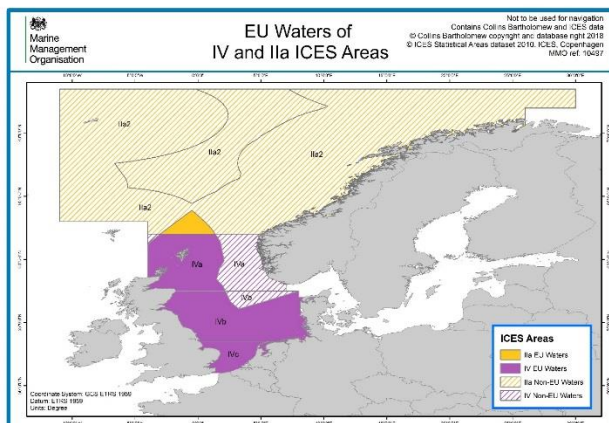 Marine
Management
Organisation
EU Waters of
IV and IIa ICES Areas
Not to be used for navigation
Contains Collins Bartholomew and ICES data
© Collins Bartholomew copyright and database right 2018
© ICES Statistical Areas dataset 2010. ICES, Copenhagen
MMO ref. 10497
IIa2
IIa2
IIa2
IIa2
IVa
IVa
IVb
IVb
IVc
ICES Areas
IIa EU Waters
IV EU Waters
IIa Non-EU Waters
IV Non-EU Waters
Coordinate System: GCS ETRS 1989
Datum: ETRS 1989
Units: Degree